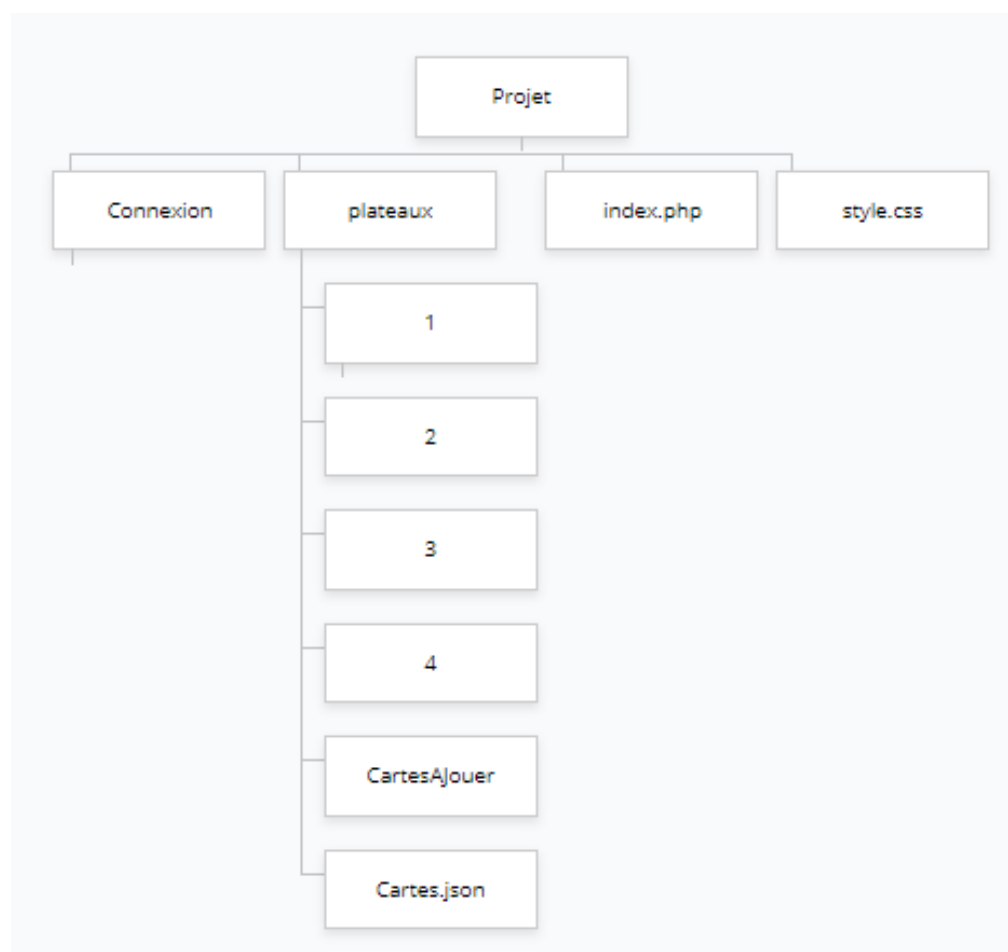 Projet
Connexion
plateaux
index.php
style.css
1
2
3
4
CartesAJouer
Cartes.json